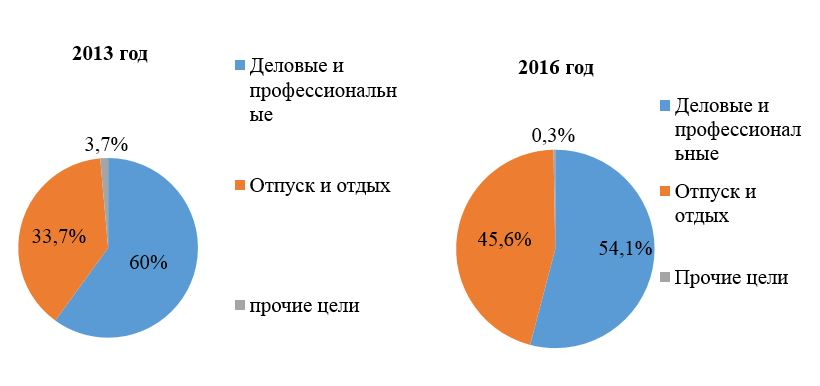 2013 год
Деловые и
профессиональн
ые
3,7%
Отпуск и отдых
33,7%
60%
прочие цели
2016 год
Деловые и
профессионал
ьные
0,3%
Отпуск и
отдых
45,6%
54,1%
Прочие цели